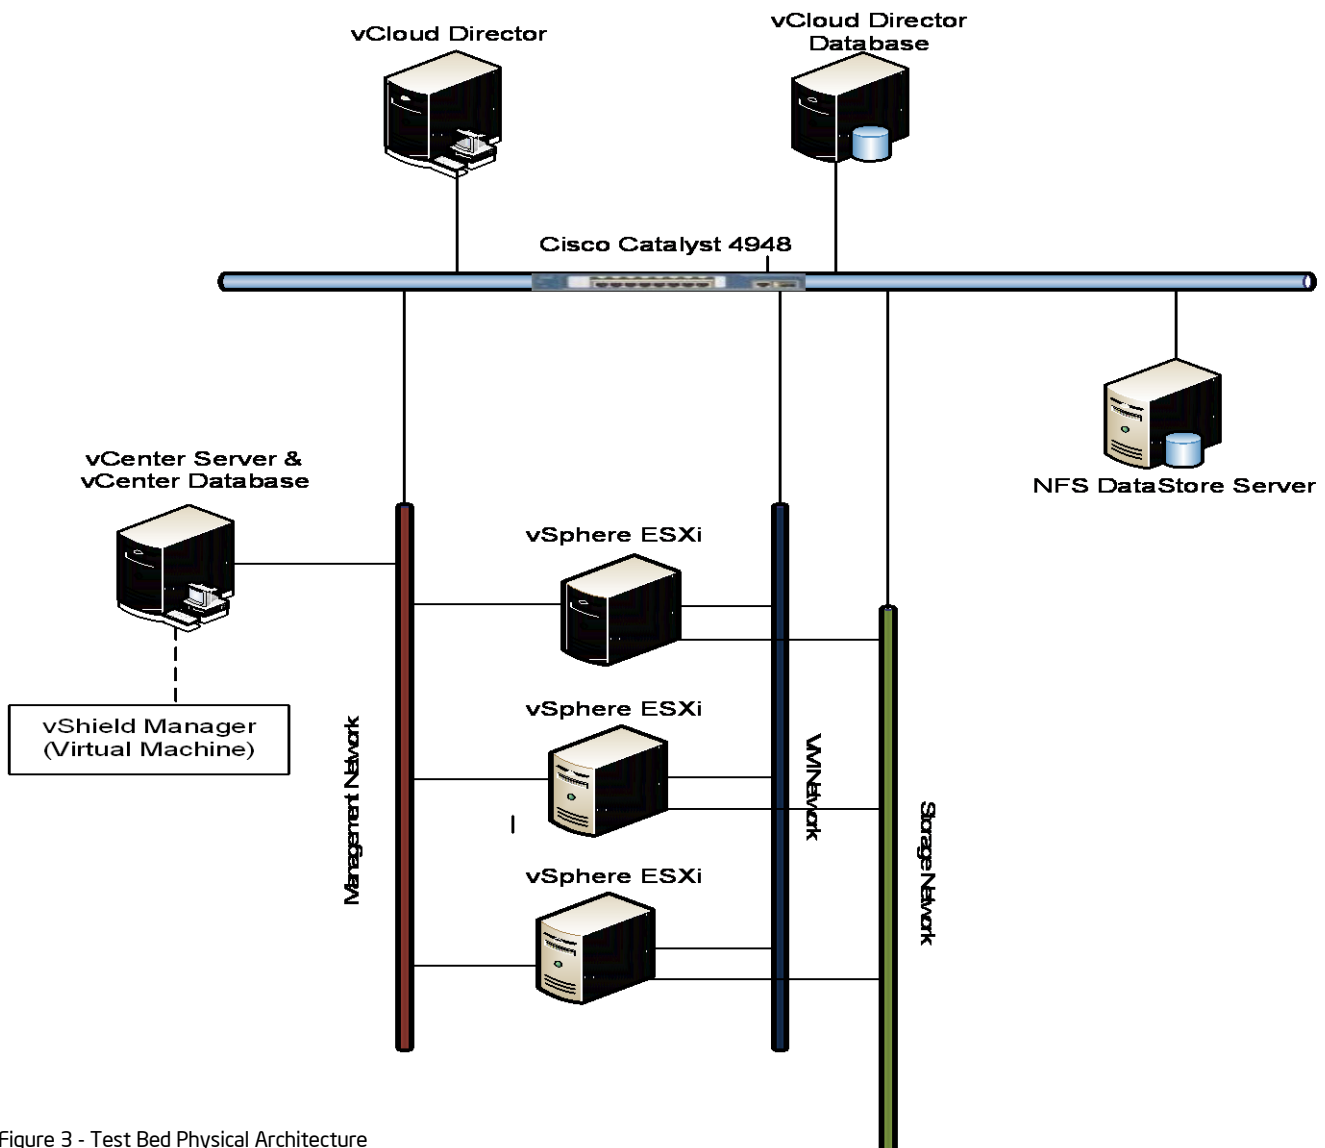 vCloud Director
vCloud Director
Database
Cisco Catalyst 4948
vCenter Server &
vCenter Database
NFS DataStore Server
vSphere ESXi
vShield Manager
(Virtual Machine)
vSphere ESXi
Management Network
VM Network
Storage Network
vSphere ESXi
Figure 3 - Test Bed Physical Architecture